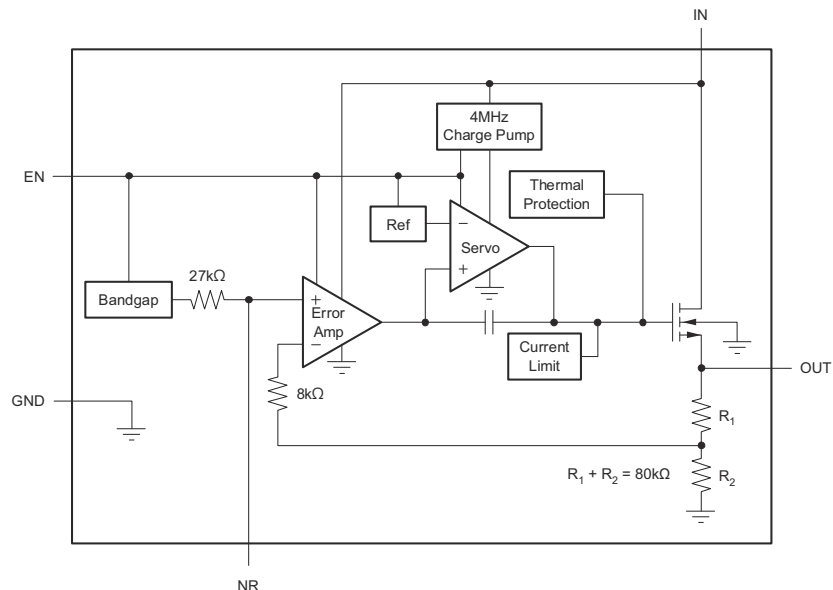 IN
4MHz
Charge Pump
EN
Thermal
Protection
Ref
−
Servo
+
27kΩ
Bandgap
+
Error
Amp
−
Current
Limit
OUT
8kΩ
GND
R1
R1 + R2 = 80kΩ
R2
NR